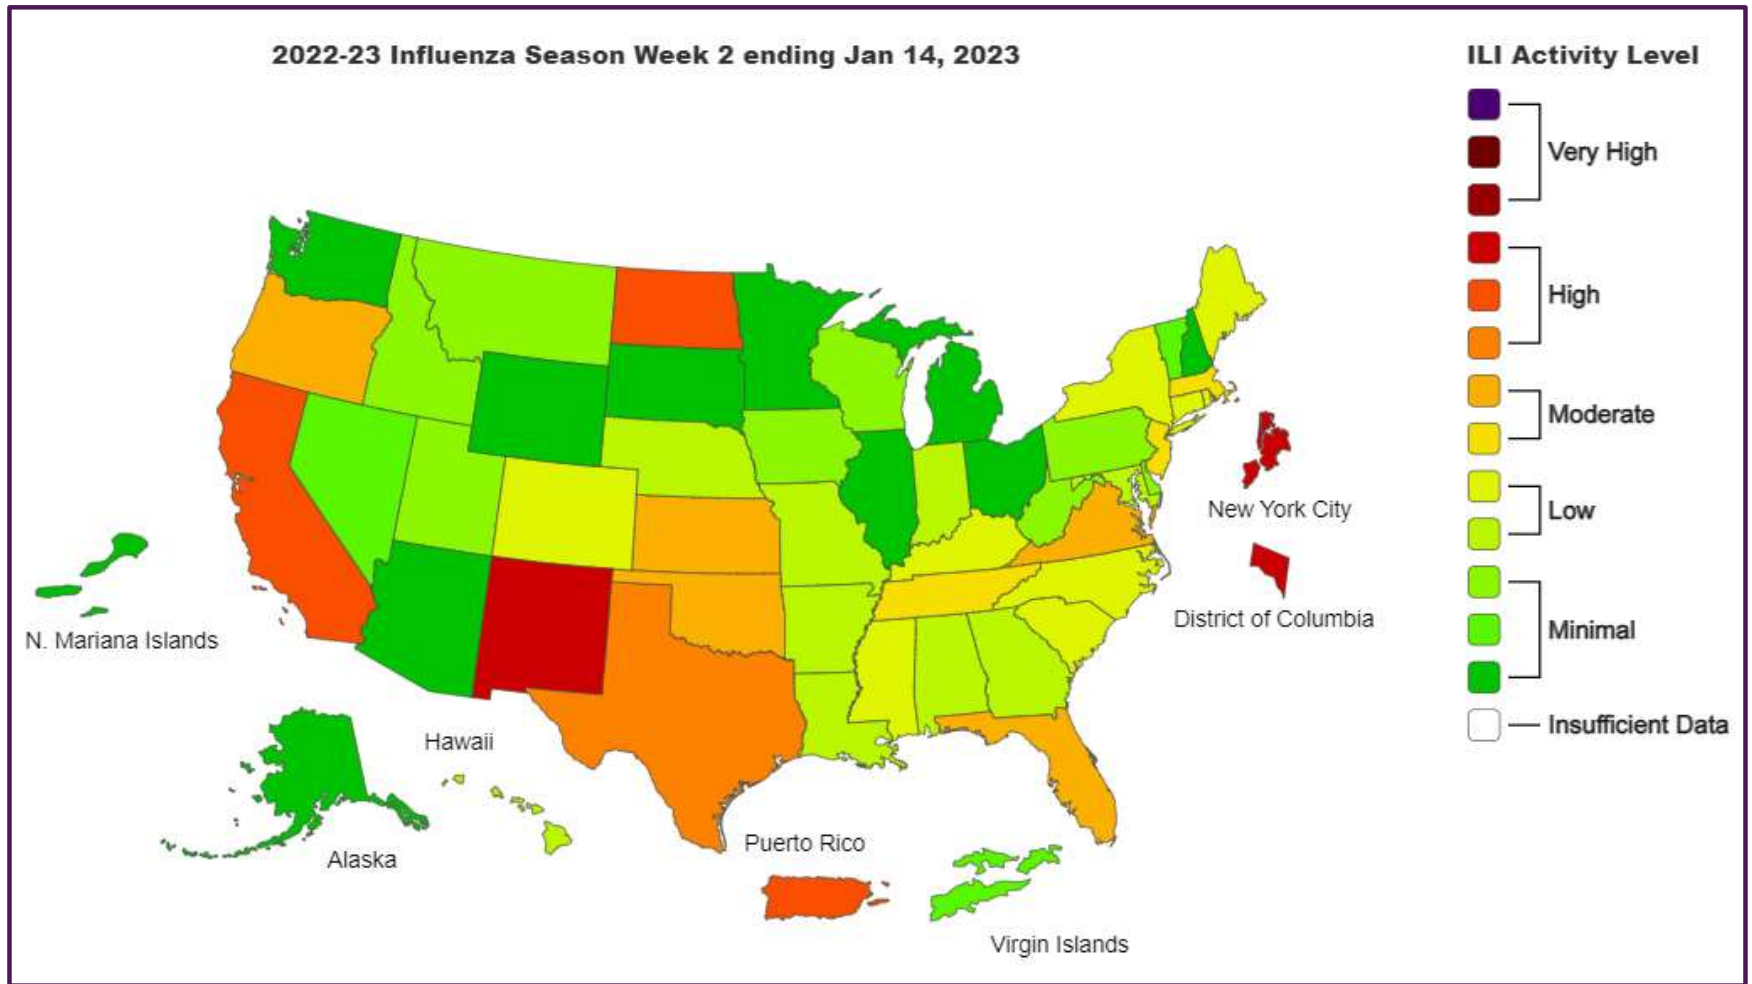 2022-23 Influenza Season Week 2 ending Jan 14, 2023
ILI Activity Level
Very High
High
Moderate
Low
Minimal
Insufficient Data
New York City
District of Columbia
N. Mariana Islands
Hawaii
Alaska
Puerto Rico
Virgin Islands